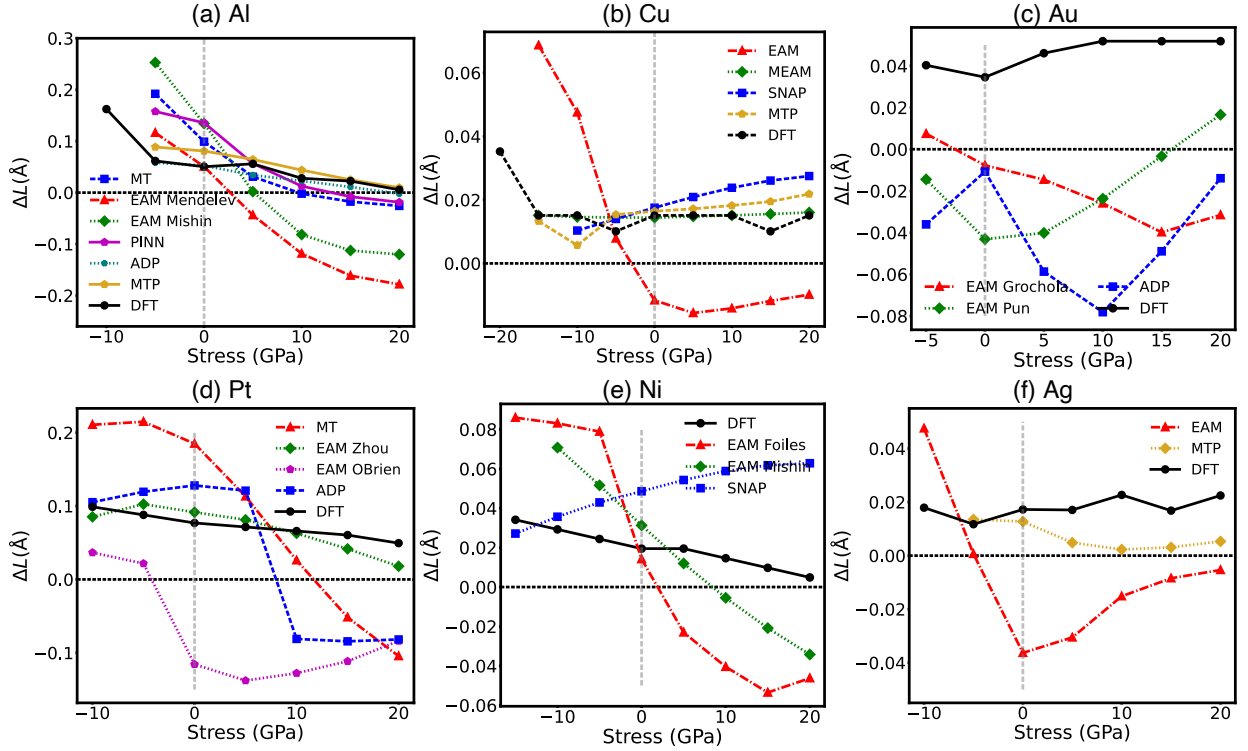 (a) Al
0.3
0.2
0.1
0.0
−0.1
−0.2
ΔL(Å)
MT
EAM Mendelev
EAM Mishin
PINN
ADP
MTP
DFT
−10 0 10 20
Stress (GPa)
(b) Cu
0.06
0.04
0.02
0.00
ΔL(Å)
EAM
MEAM
SNAP
MTP
DFT
−20 −10 0 10 20
Stress (GPa)
(c) Au
0.04
0.02
0.00
−0.02
−0.04
−0.06
−0.08
ΔL(Å)
EAM Grochola
EAM Pun
ADP
DFT
−5 0 5 10 15 20
Stress (GPa)
(d) Pt
0.2
0.1
0.0
−0.1
ΔL(Å)
MT
EAM Zhou
EAM OBrien
ADP
DFT
−10 0 10 20
Stress (GPa)
(e) Ni
0.08
0.06
0.04
0.02
0.00
−0.02
−0.04
−0.06
ΔL(Å)
DFT
EAM Foiles
EAM Mishin
SNAP
−10 0 10 20
Stress (GPa)
(f) Ag
0.04
0.02
0.00
−0.02
−0.04
ΔL(Å)
EAM
MTP
DFT
−10 0 10 20
Stress (GPa)